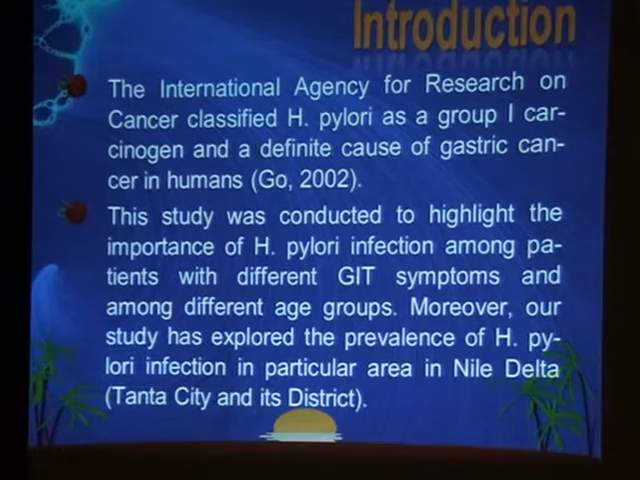 Introduction
The International Agency for Research on
Cancer classified H. pylori as a group I car-
cinogen and a definite cause of gastric can-
cer in humans (Go, 2002).
This study was conducted to highlight the
importance of H. pylori infection among pa-
tients with different GIT symptoms and
among different age groups. Moreover, our
study has explored the prevalence of H. py-
lori infection in particular area in Nile Delta
(Tanta City and its District).